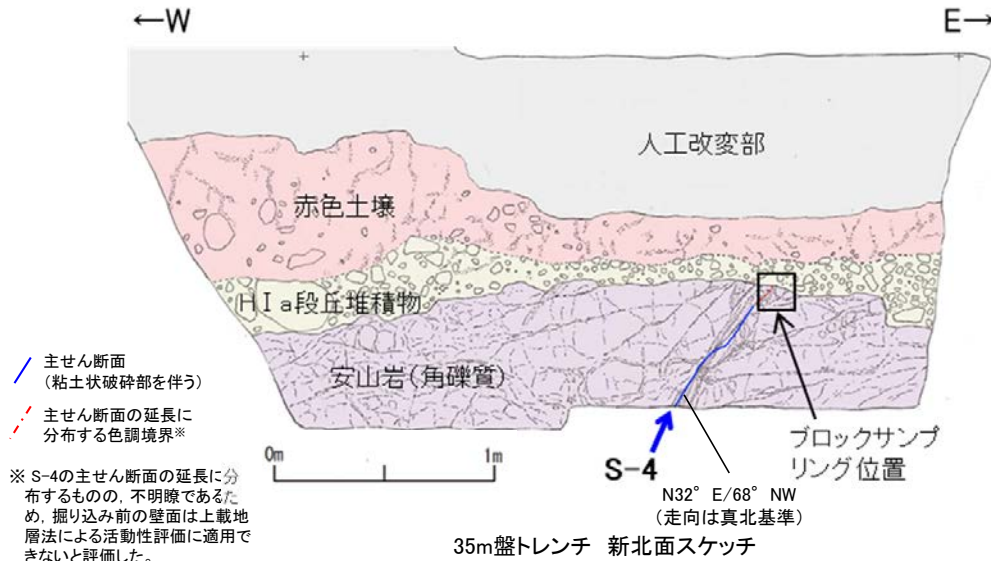 ←W
E→
人工改変部
赤色土壌
HⅠa段丘堆積物
安山岩(角礫質)
主せん断面
(粘土状破砕部を伴う)
主せん断面の延長に
分布する色調境界※
※ S-4の主せん断面の延長に分
布するものの，不明瞭であるた
め，掘り込み前の壁面は上載地
層法による活動性評価に適用で
きないと評価した。
0m
1m
S-4
N32°E/68°NW
(走向は真北基準)
ブロックサンプ
リング位置
35m盤トレンチ 新北面スケッチ